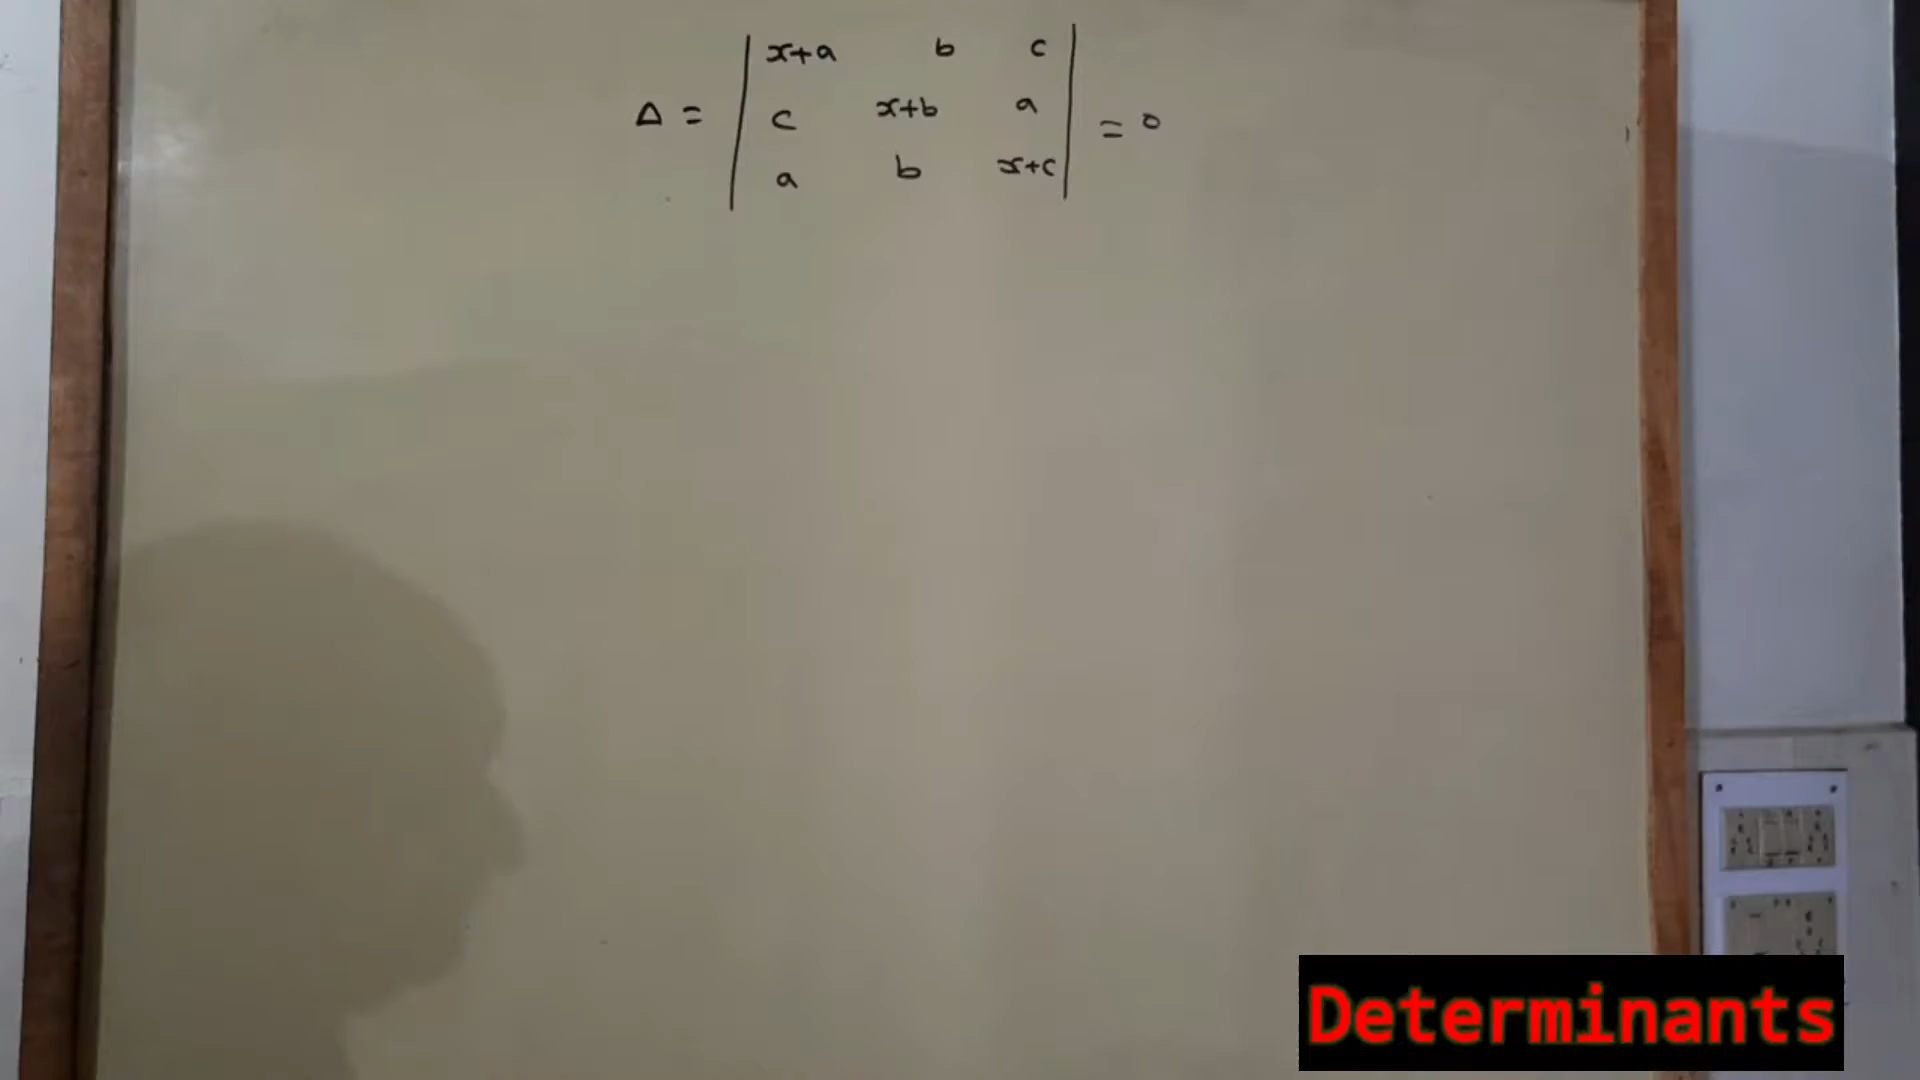 x+a b c
Δ = c x+b a = 0
a b x+c
Determinants